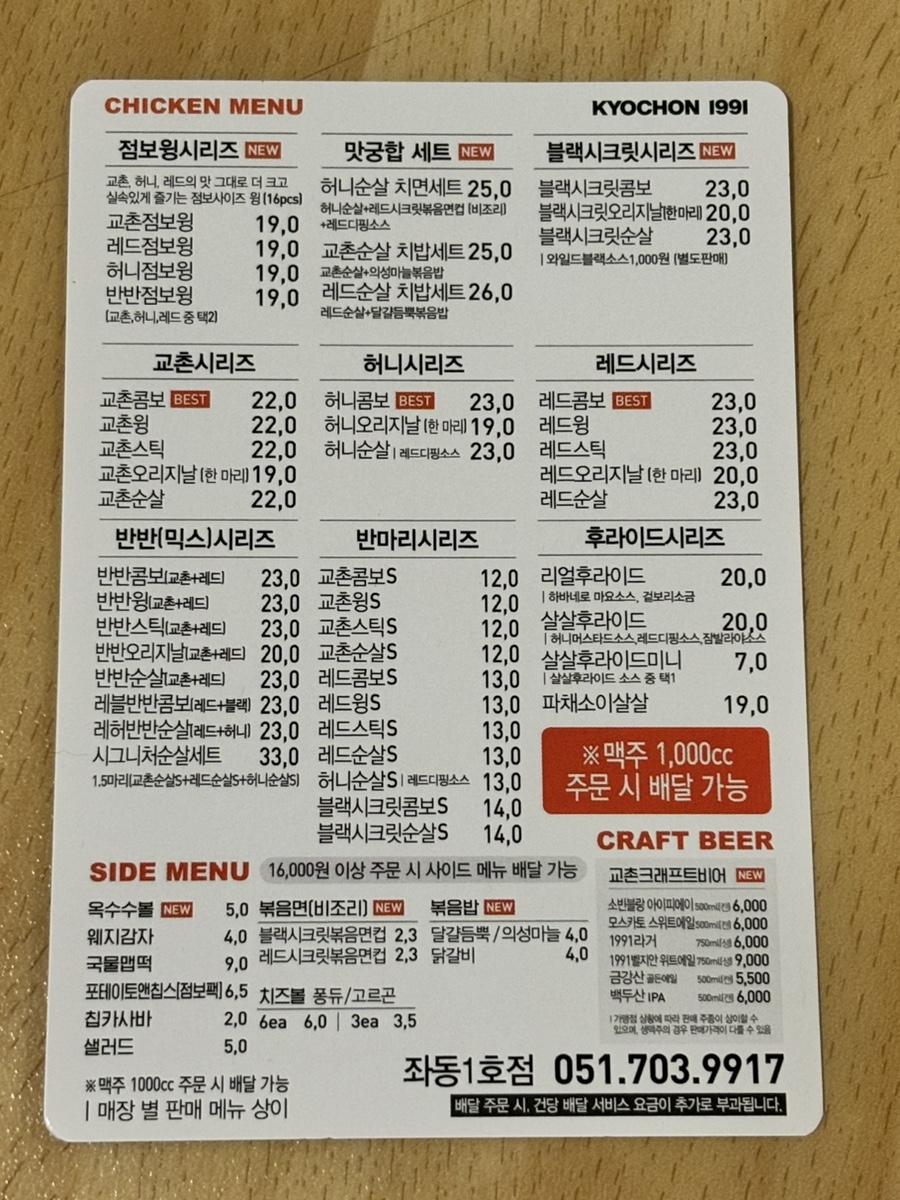 CHICKEN MENU
KYOCHON 1991
점보윙시리즈 NEW
교촌, 허니, 레드의 맛 그대로 더 크고
실속있게 즐기는 점보사이즈 윙 (16pcs)
교촌점보윙 19,0
레드점보윙 19,0
허니점보윙 19,0
반반점보윙 19,0
(교촌,허니,레드 중 택2)
맛궁합 세트 NEW
허니순살 치면세트 25,0
허니순살+레드시크릿볶음면컵 (비조리)
+레드디핑소스
교촌순살 치밥세트 25,0
교촌순살+의성마늘볶음밥
레드순살 치밥세트 26,0
레드순살+달걀듬뿍볶음밥
블랙시크릿시리즈 NEW
블랙시크릿콤보 23,0
블랙시크릿오리지날(한마리) 20,0
블랙시크릿순살 23,0
| 와일드블랙소스1,000원 (별도판매)
교촌시리즈
교촌콤보 BEST 22,0
교촌윙 22,0
교촌스틱 22,0
교촌오리지날 (한 마리) 19,0
교촌순살 22,0
허니시리즈
허니콤보 BEST 23,0
허니오리지날 (한 마리) 19,0
허니순살 | 레드디핑소스 23,0
레드시리즈
레드콤보 BEST 23,0
레드윙 23,0
레드스틱 23,0
레드오리지날 (한 마리) 20,0
레드순살 23,0
반반(믹스)시리즈
반반콤보(교촌+레드) 23,0
반반윙(교촌+레드) 23,0
반반스틱(교촌+레드) 23,0
반반오리지날(교촌+레드) 20,0
반반순살(교촌+레드) 23,0
레블반반콤보(레드+블랙) 23,0
레허반반순살(레드+허니) 23,0
시그니처순살세트 33,0
1.5마리(교촌순살S+레드순살S+허니순살S)
반마리시리즈
교촌콤보S 12,0
교촌윙S 12,0
교촌스틱S 12,0
교촌순살S 12,0
레드콤보S 13,0
레드윙S 13,0
레드스틱S 13,0
레드순살S 13,0
허니순살S | 레드디핑소스 13,0
블랙시크릿콤보S 14,0
블랙시크릿순살S 14,0
후라이드시리즈
리얼후라이드 20,0
| 하바네로 마요소스, 겉보리소금
살살후라이드 20,0
| 허니머스타드소스,레드디핑소스,잠발라야소스
살살후라이드미니 7,0
| 살살후라이드 소스 중 택1
파채소이살살 19,0
※맥주 1,000cc
주문 시 배달 가능
SIDE MENU
16,000원 이상 주문 시 사이드 메뉴 배달 가능
옥수수볼 NEW 5,0
웨지감자 4,0
국물맵떡 9,0
포테이토앤칩스(점보팩) 6,5
칩카사바 2,0
샐러드 5,0
볶음면(비조리) NEW
블랙시크릿볶음면컵 2,3
레드시크릿볶음면컵 2,3
볶음밥 NEW
달걀듬뿍/의성마늘 4,0
닭갈비 4,0
치즈볼 퐁듀/고르곤
6ea 6,0 | 3ea 3,5
CRAFT BEER
교촌크래프트비어 NEW
소빈블랑 아이피에이 500ml(캔) 6,000
모스카토 스위트에일 500ml(캔) 6,000
1991라거 750ml(생) 6,000
1991벨지안 위트에일 750ml(생) 9,000
금강산 골든에일 500ml(캔) 5,500
백두산 IPA 500ml(캔) 6,000
| 가맹점 상황에 따라 판매 주종이 상이할 수
있으며, 생맥주의 경우 판매가격이 다를 수 있음
※맥주 1000cc 주문 시 배달 가능
| 매장 별 판매 메뉴 상이
좌동1호점 051.703.9917
배달 주문 시, 건당 배달 서비스 요금이 추가로 부과됩니다.